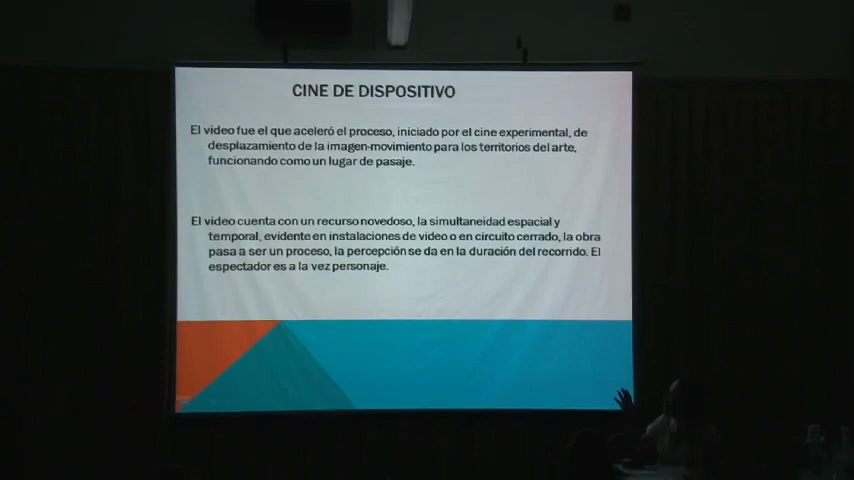 CINE DE DISPOSITIVO
El video fue el que aceleró el proceso, iniciado por el cine experimental, de
desplazamiento de la imagen-movimiento para los territorios del arte,
funcionando como un lugar de pasaje.
El video cuenta con un recurso novedoso, la simultaneidad espacial y
temporal, evidente en instalaciones de video o en circuito cerrado, la obra
pasa a ser un proceso, la percepción se da en la duración del recorrido. El
espectador es a la vez personaje.